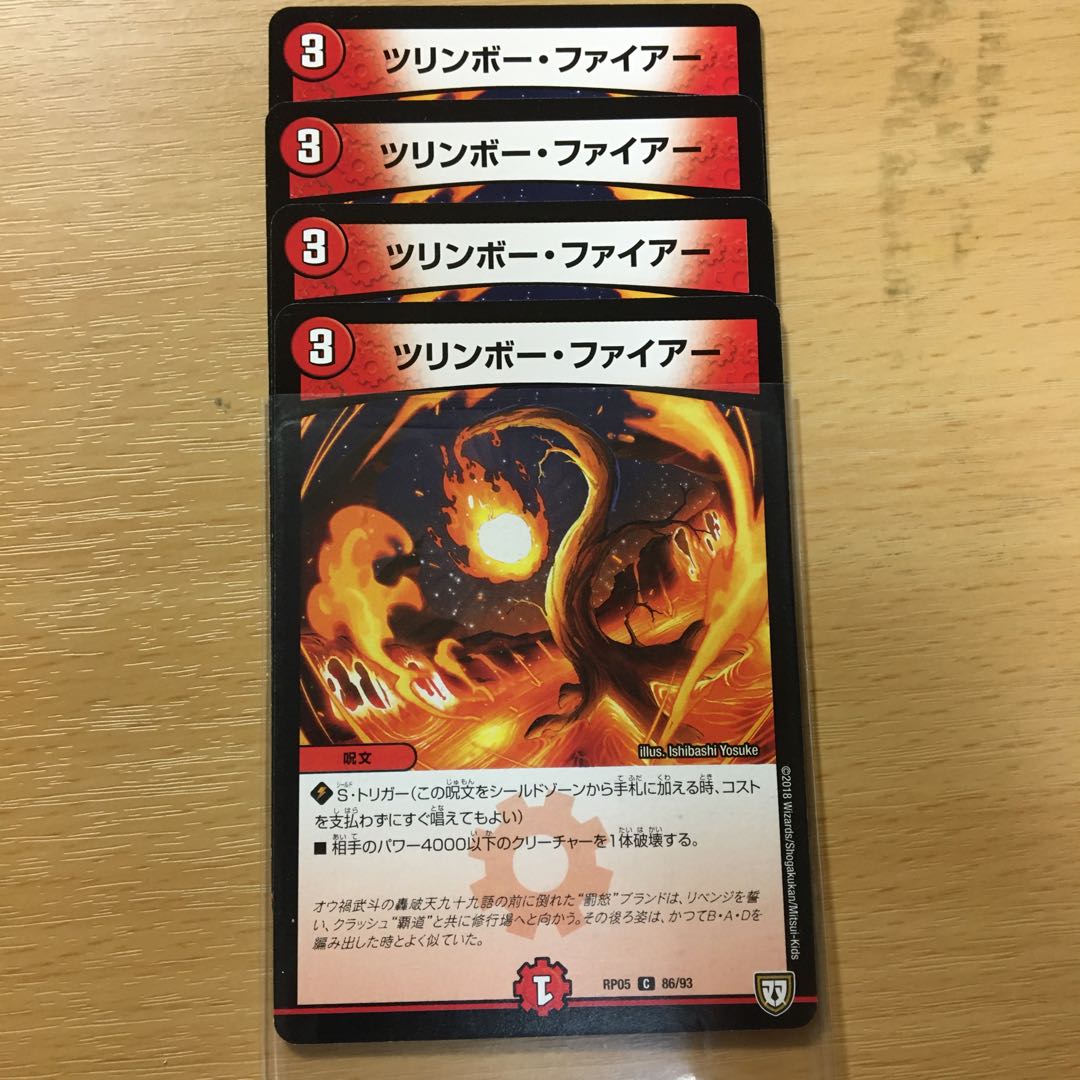 3 ツリンボー・ファイアー
3 ツリンボー・ファイアー
3 ツリンボー・ファイアー
3 ツリンボー・ファイアー
illus. Ishibashi Yosuke
呪文
S・トリガー(この呪文をシールドゾーンから手札に加える時、コスト
を支払わずにすぐ唱えてもよい)
■ 相手のパワー4000以下のクリーチャーを1体破壊する。
オウ禍武斗の轟破天九十九語の前に倒れた“罰怒”ブランドは、リベンジを誓
い、クラッシュ“覇道”と共に修行場へと向かう。その後ろ姿は、かつてB・A・Dを
編み出した時とよく似ていた。
1
RP05 C 86/93
©2018 Wizards/Shogakukan/Mitsui-Kids